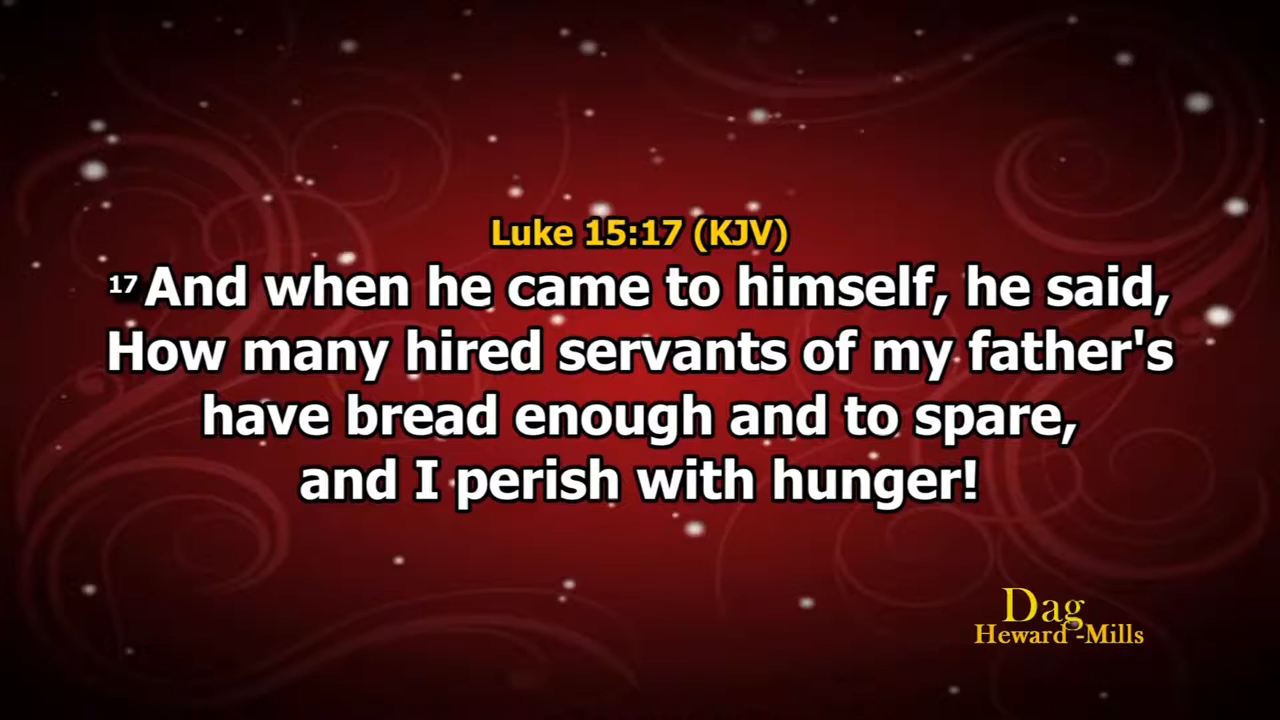 Luke 15:17 (KJV)
17 And when he came to himself, he said,
How many hired servants of my father's
have bread enough and to spare,
and I perish with hunger!
Dag
Heward -Mills